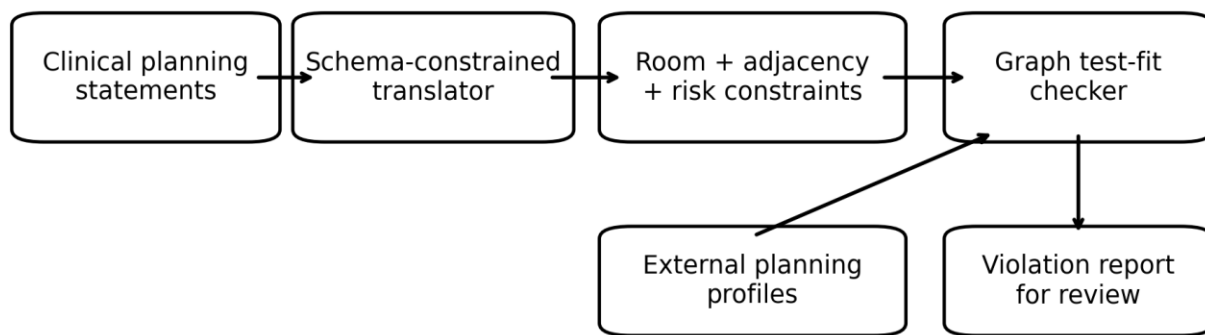 Clinical planning
statements
Schema-constrained
translator
Room + adjacency
+ risk constraints
Graph test-fit
checker
External planning
profiles
Violation report
for review